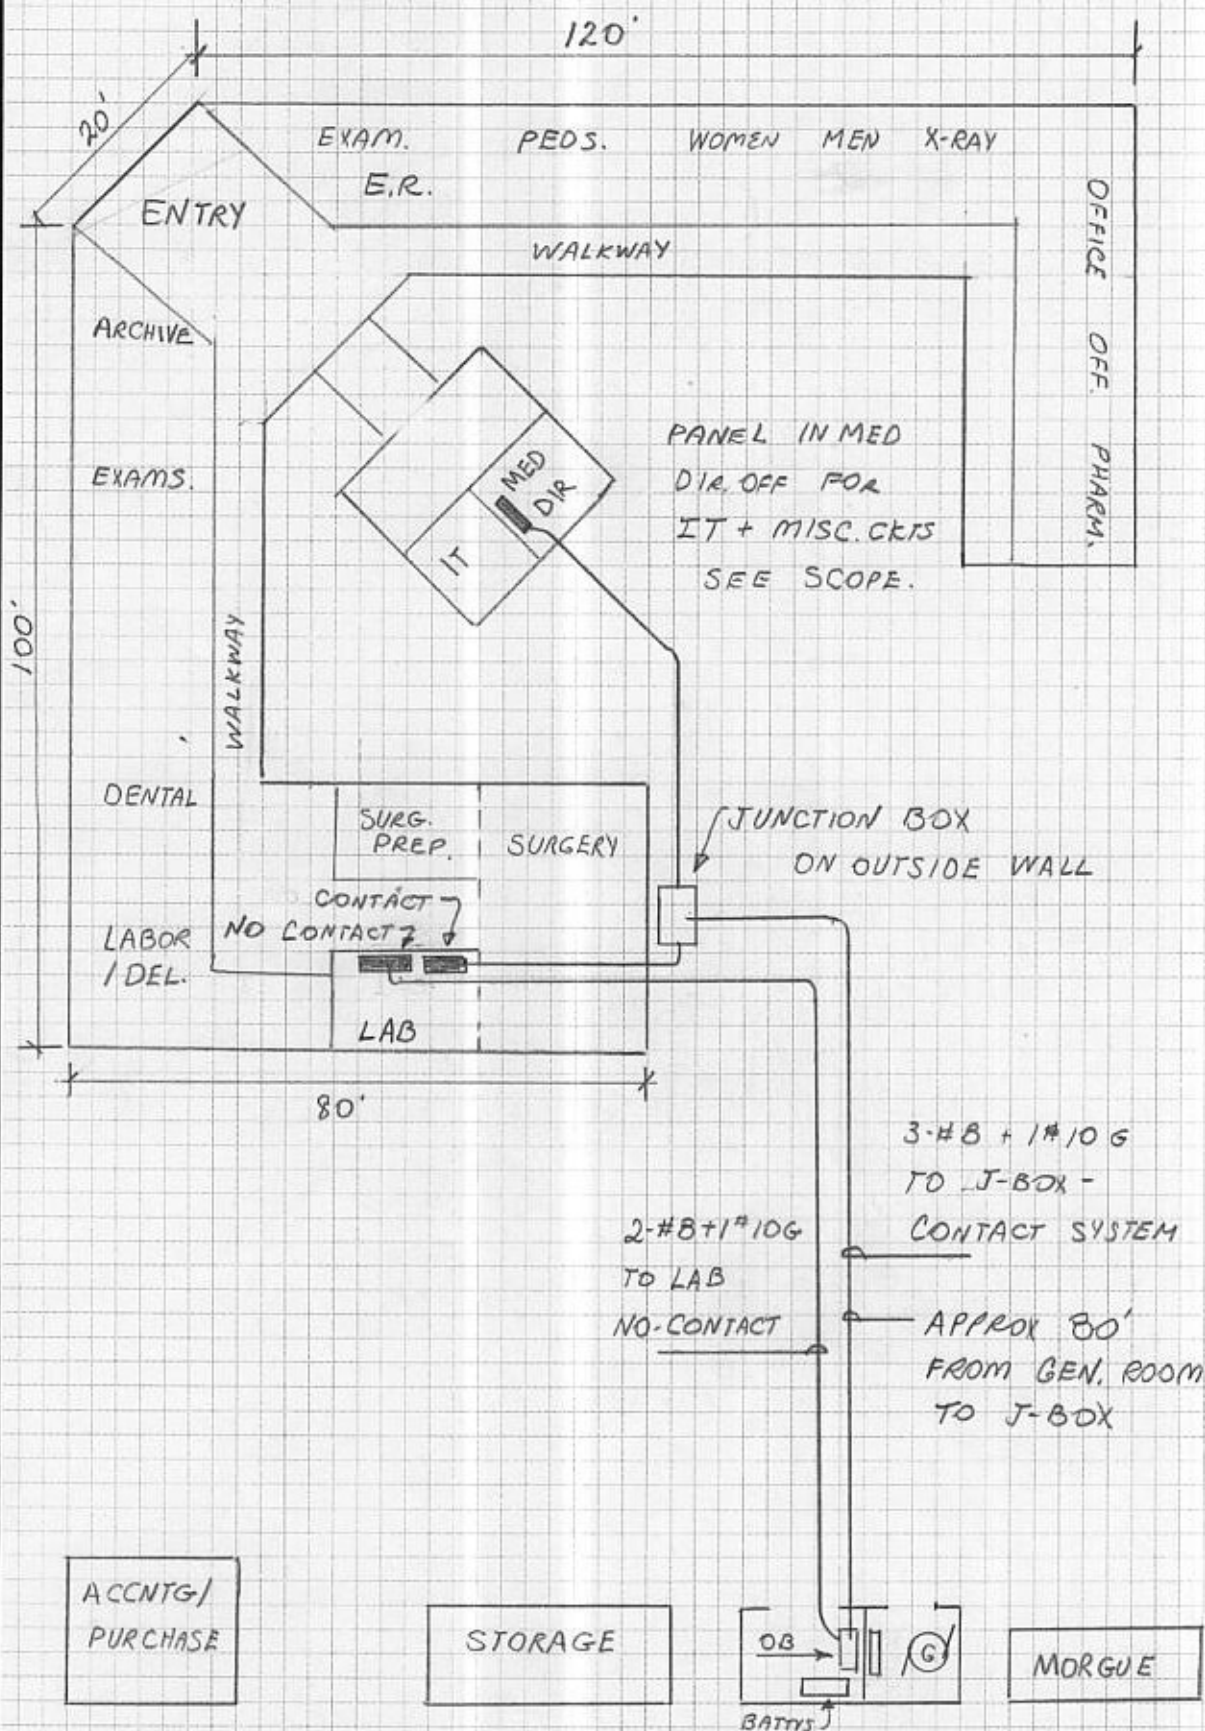 120'
20'
EXAM. PEDS. WOMEN MEN X-RAY
E.R.
ENTRY
OFFICE OFF. PHARM.
WALKWAY
ARCHIVE
EXAMS.
MED
DIR
IT
PANEL IN MED
DIR. OFF FOR
IT + MISC. CKTS
SEE SCOPE.
100'
WALKWAY
DENTAL
SURG.
PREP.
SURGERY
JUNCTION BOX
ON OUTSIDE WALL
CONTACT
NO CONTACT
LABOR
/ DEL.
LAB
80'
3-#8 + 1#10 G
TO J-BOX -
CONTACT SYSTEM
2-#8+1#10G
TO LAB
NO-CONTACT
APPROX 80'
FROM GEN. ROOM
TO J-BOX
ACCNTG/
PURCHASE
STORAGE
OB
G
BATTYS
MORGUE